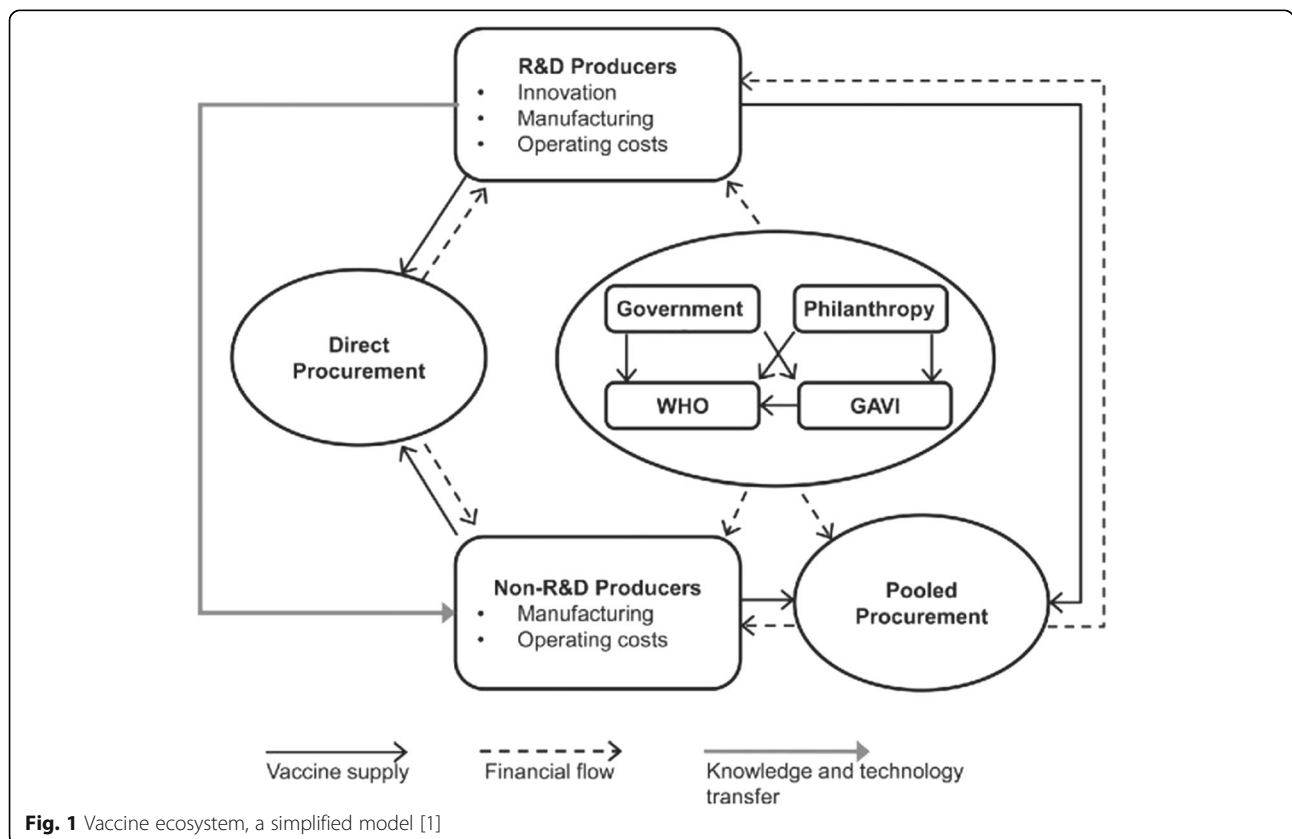 R&D Producers
• Innovation
• Manufacturing
• Operating costs
Government
Philanthropy
Direct
Procurement
WHO
GAVI
Non-R&D Producers
• Manufacturing
• Operating costs
Pooled
Procurement
Vaccine supply
Financial flow
Knowledge and technology
transfer
Fig. 1 Vaccine ecosystem, a simplified model [1]